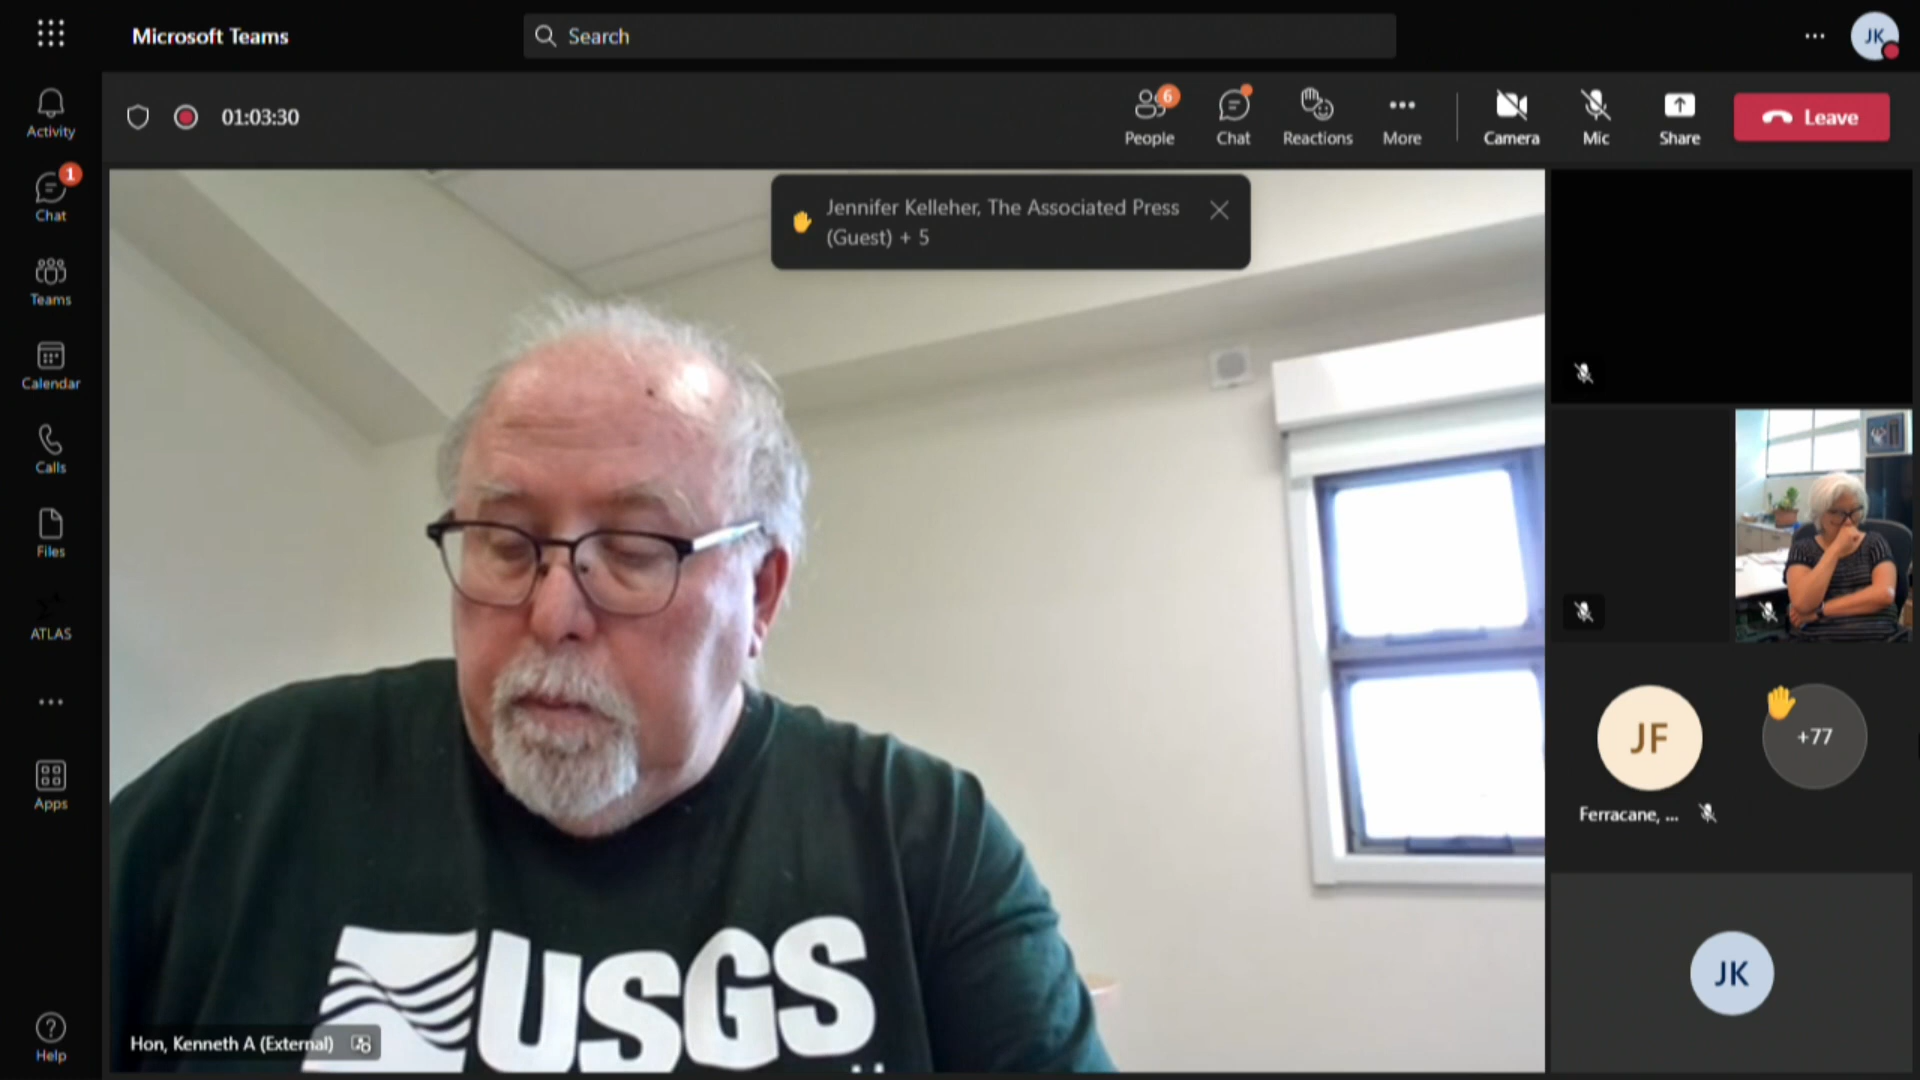 Microsoft Teams
Search
JK
Activity
1
Chat
Teams
Calendar
Calls
Files
ATLAS
Apps
Help
01:03:30
6
People
Chat
Reactions
More
Camera
Mic
Share
Leave
Jennifer Kelleher, The Associated Press
(Guest) + 5
USGS
Hon, Kenneth A (External)
JF
+77
Ferracane, ...
JK